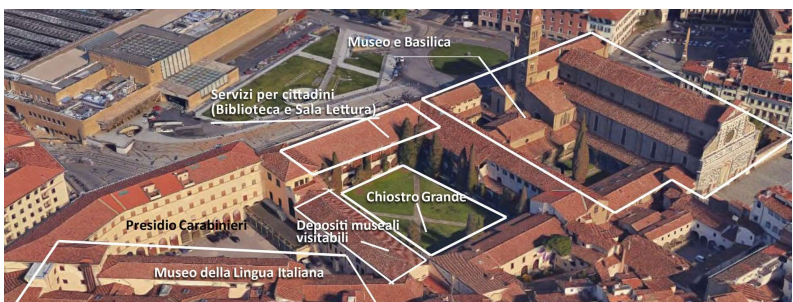 Museo e Basilica
Servizi per cittadini
(Biblioteca e Sala Lettura)
Chiostro Grande
Presidio Carabinieri
Depositi museali
visitabili
Museo della Lingua Italiana